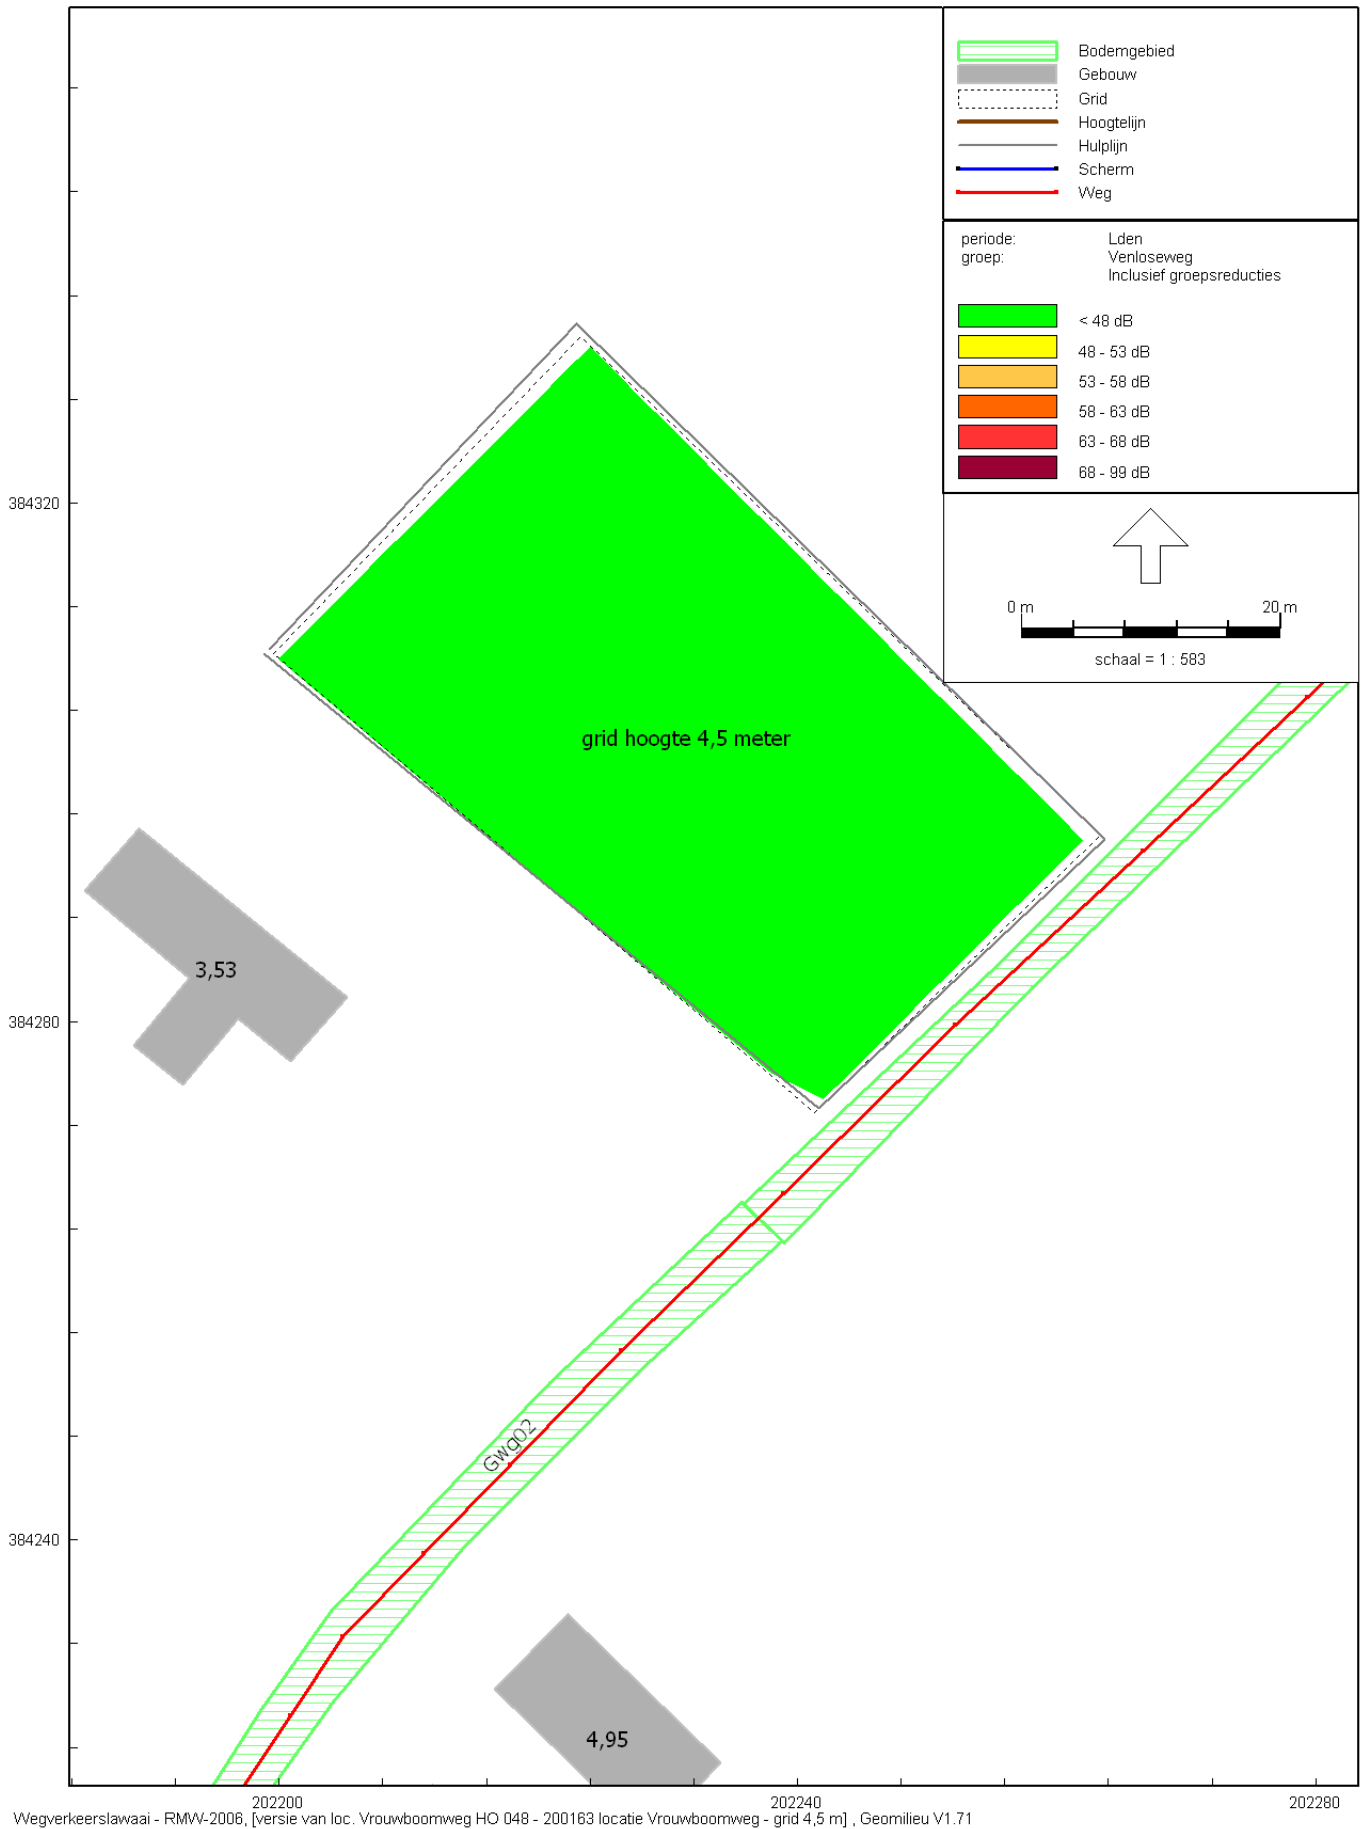 Bodemgebied
Gebouw
Grid
Hoogtelijn
Hulplijn
Scherm
Weg
periode: Lden
groep: Venloseweg
Inclusief groepsreducties
< 48 dB
48 - 53 dB
53 - 58 dB
58 - 63 dB
63 - 68 dB
68 - 99 dB
384320
0 m 20 m
schaal = 1 : 583
grid hoogte 4,5 meter
3,53
384280
Gwg02
384240
4,95
202200 202240 202280
Wegverkeerslawaai - RMW-2006, [versie van loc. Vrouwboomweg HO 048 - 200163 locatie Vrouwboomweg - grid 4,5 m] , Geomilieu V1.71